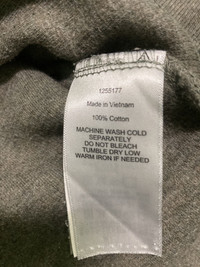 1255177
Made in Vietnam
100% Cotton
MACHINE WASH COLD
SEPARATELY
DO NOT BLEACH
TUMBLE DRY LOW
WARM IRON IF NEEDED